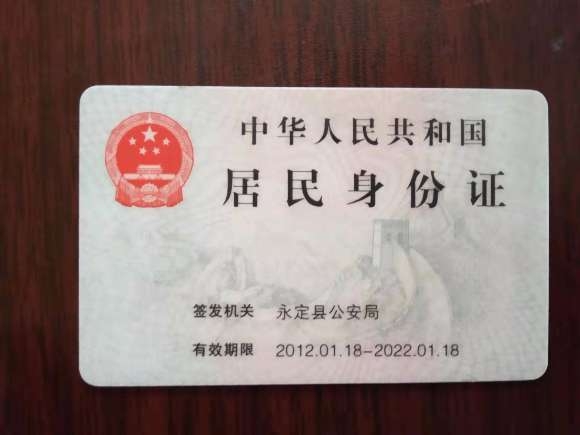 中华人民共和国
居民身份证
签发机关 永定县公安局
有效期限 2012.01.18-2022.01.18